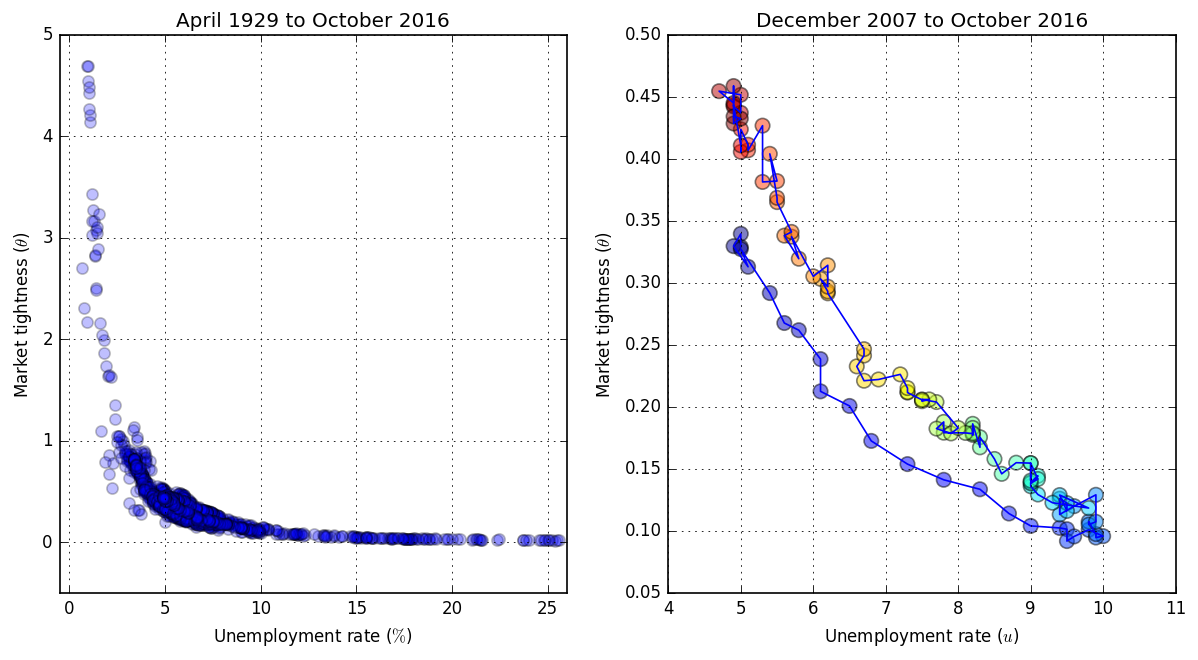 April 1929 to October 2016
5
4
3
2
1
0
Market tightness (θ)
0 5 10 15 20 25
Unemployment rate (%)
December 2007 to October 2016
0.50
0.45
0.40
0.35
0.30
0.25
0.20
0.15
0.10
0.05
Market tightness (θ)
4 5 6 7 8 9 10 11
Unemployment rate (u)